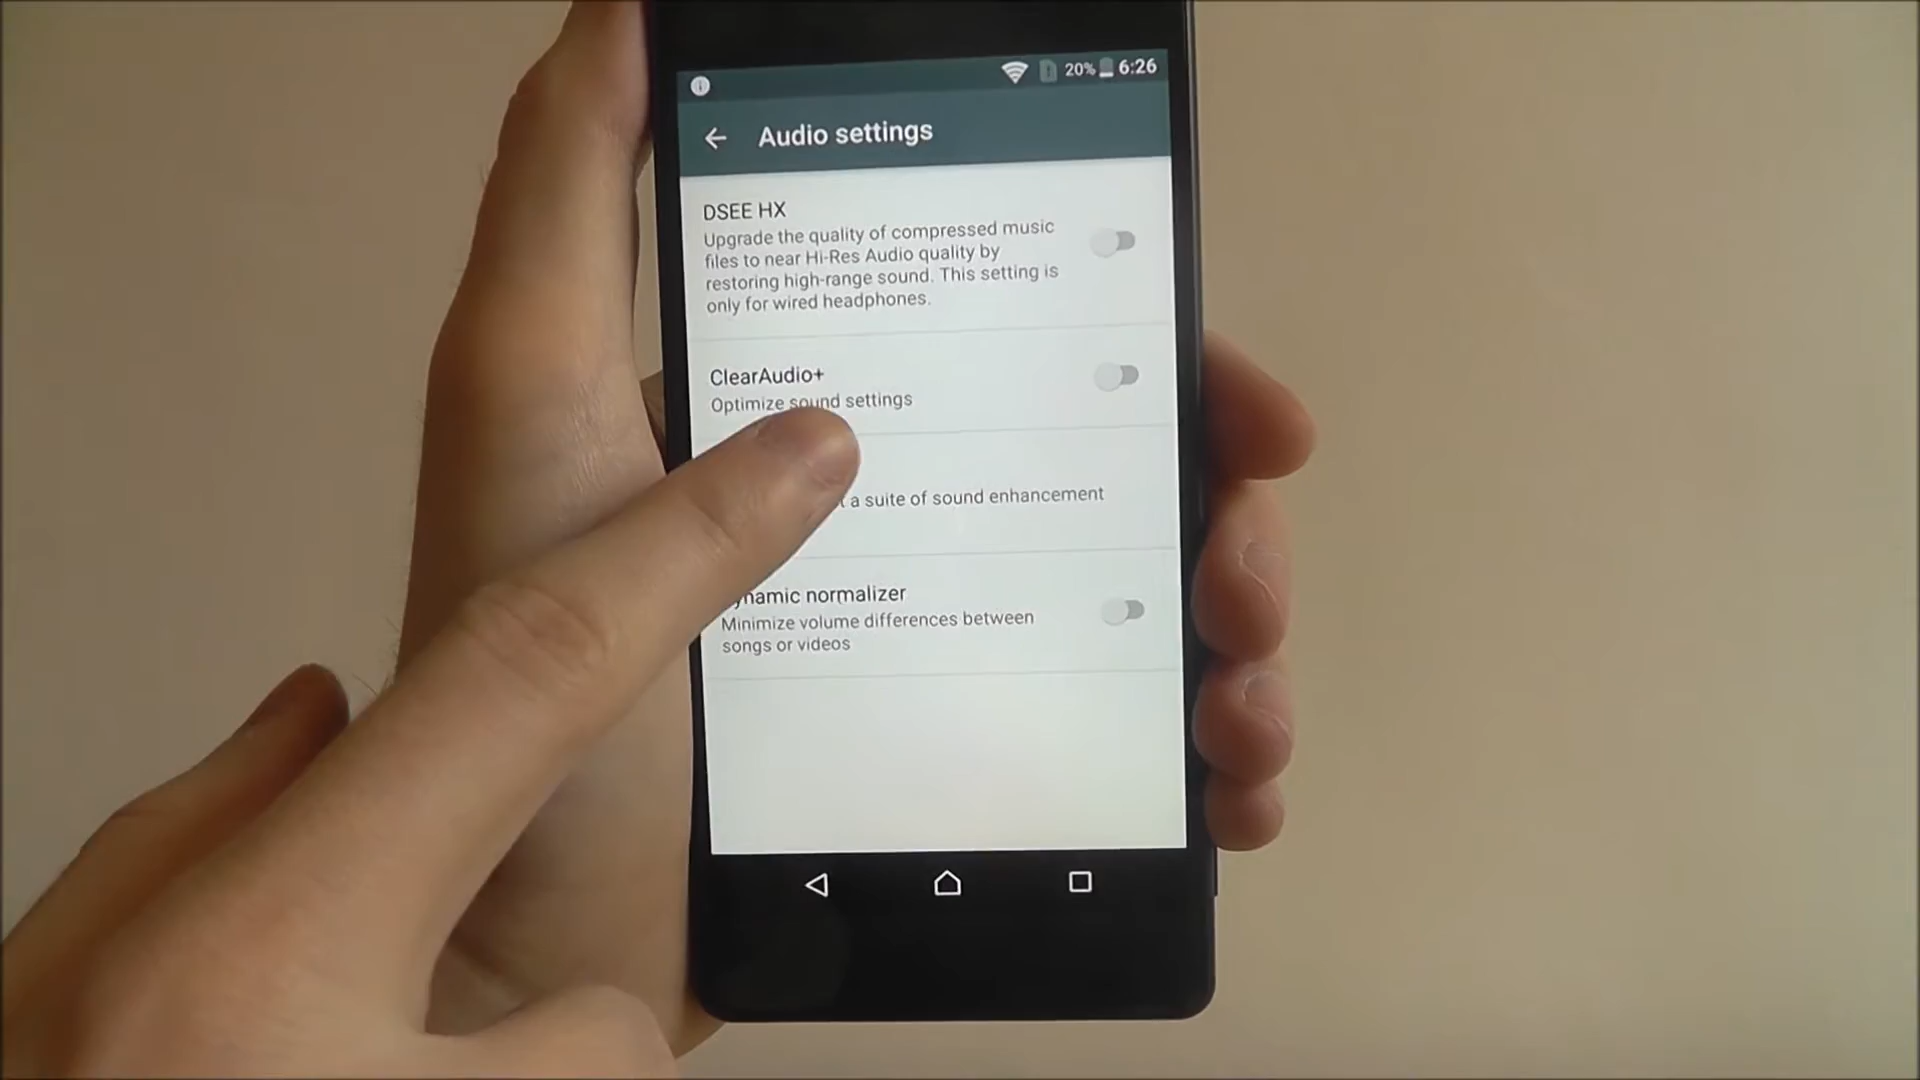 20% 6:26
Audio settings
DSEE HX
Upgrade the quality of compressed music
files to near Hi-Res Audio quality by
restoring high-range sound. This setting is
only for wired headphones.
ClearAudio+
Optimize sound settings
a suite of sound enhancement
namic normalizer
Minimize volume differences between
songs or videos